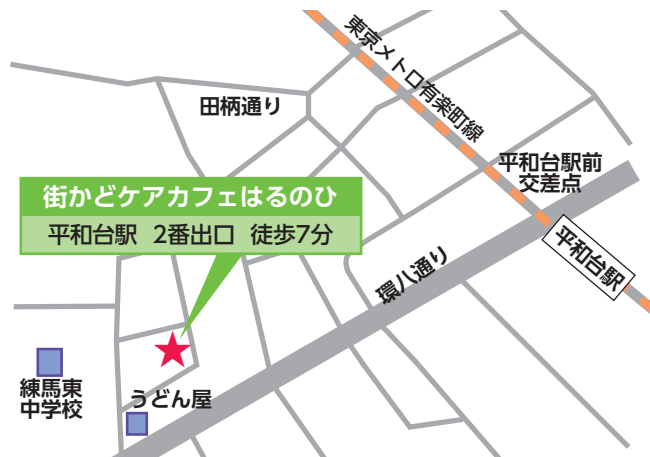 東京メトロ有楽町線
田柄通り
平和台駅前
交差点
街かどケアカフェはるのひ
平和台駅 2番出口 徒歩7分
平和台駅
環八通り
練馬東
中学校
うどん屋